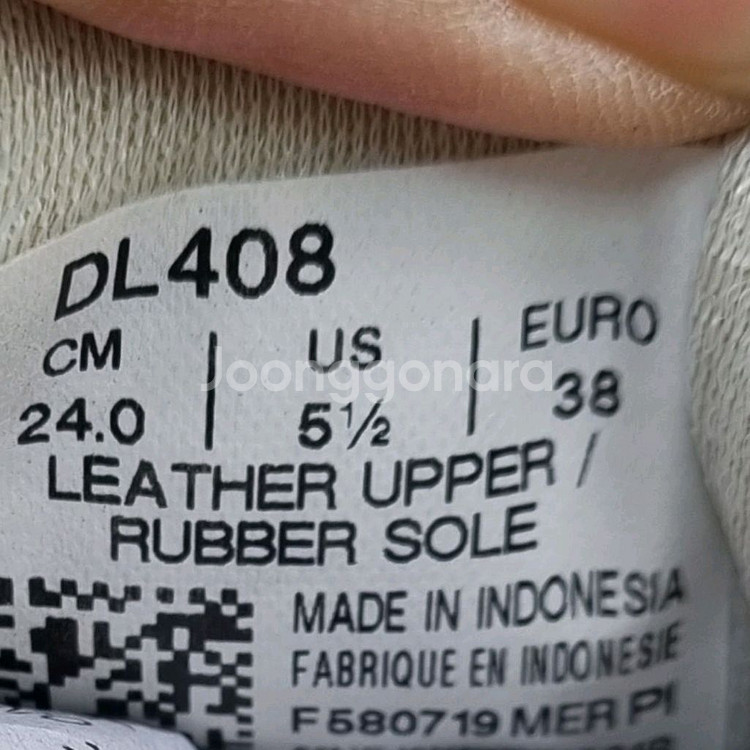 DL408
CM | US | EURO
24.0 | 5½ | 38
Joonggonara
LEATHER UPPER /
RUBBER SOLE
MADE IN INDONESIA
FABRIQUE EN INDONESIE
F580719 MER PI